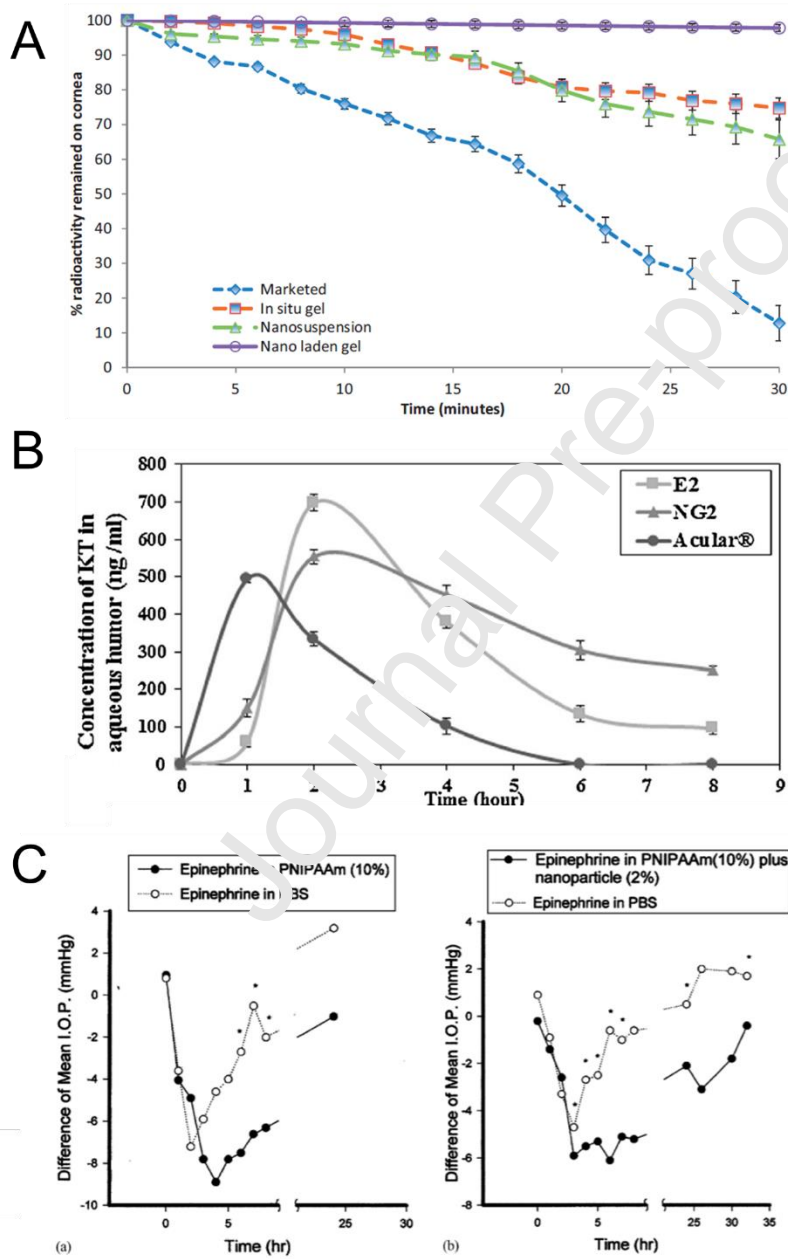 A
100
90
80
70
60
50
40
30
20
10
0
% radioactivity remained on cornea
Marketed
In situ gel
Nanosuspension
Nano laden gel
0 5 10 15 20 25 30
Time (minutes)
Journal Pre-proo
B
800
700
600
500
400
300
200
100
0
Concentration of KT in
aqueous humor (ng /ml)
E2
NG2
Acular®
0 1 2 3 4 5 6 7 8 9
Time (hour)
C
Epinephrine in PNIPAAm (10%)
Epinephrine in PBS
4
2
0
-2
-4
-6
-8
-10
Difference of Mean I.O.P. (mmHg)
* * *
0 5 20 25 30
Time (hr)
(a)
Epinephrine in PNIPAAm(10%) plus
nanoparticle (2%)
Epinephrine in PBS
4
2
0
-2
-4
-6
-8
Difference of Mean I.O.P. (mmHg)
* * * * * * *
0 5 20 25 30 35
Time (hr)
(b)